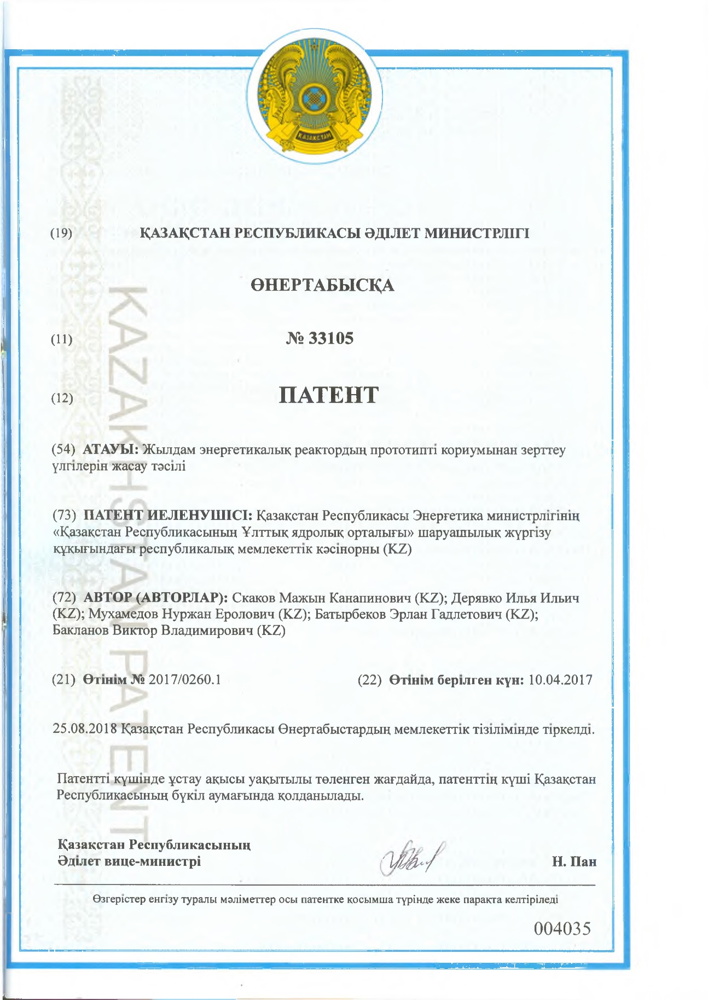 ҚАЗАҚСТАН
(19) ҚАЗАҚСТАН РЕСПУБЛИКАСЫ ӘДІЛЕТ МИНИСТРЛІГІ
ӨНЕРТАБЫСҚА
(11) № 33105
(12) ПАТЕНТ
(54) АТАУЫ: Жылдам энергетикалық реактордың прототипті кориумынан зерттеу
үлгілерін жасау тәсілі
(73) ПАТЕНТ ИЕЛЕНУШІСІ: Қазақстан Республикасы Энергетика министрлігінің
«Қазақстан Республикасының Ұлттық ядролық орталығы» шаруашылық жүргізу
құқығындағы республикалық мемлекеттік кәсінорны (KZ)
(72) АВТОР (АВТОРЛАР): Скаков Мажын Канапинович (KZ); Дерявко Илья Ильич
(KZ); Мухамедов Нуржан Еролович (KZ); Батырбеков Эрлан Гадлетович (KZ);
Бакланов Виктор Владимирович (KZ)
(21) Өтінім № 2017/0260.1 (22) Өтінім берілген күн: 10.04.2017
25.08.2018 Қазақстан Республикасы Өнертабыстардың мемлекеттік тізілімінде тіркелді.
Патентті күшінде ұстау ақысы уақытылы төленген жағдайда, патенттің күші Қазақстан
Республикасының бүкіл аумағында қолданылады.
Қазақстан Республикасының
Әділет вице-министрі Н. Пан
Өзгерістер енгізу туралы мәліметтер осы патентке қосымша түрінде жеке парақта келтіріледі
004035
KAZAKHSTAN PATENT